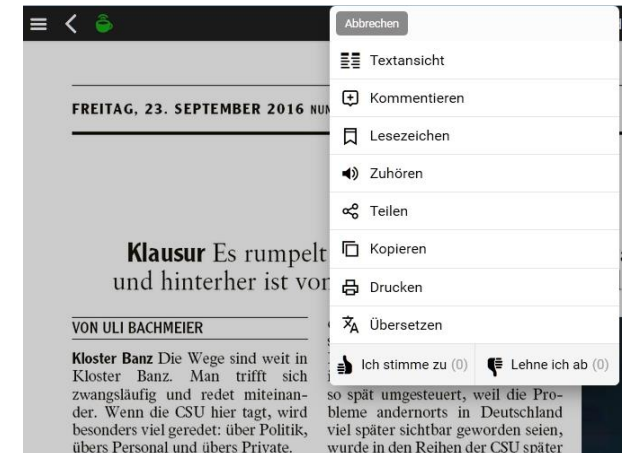 Abbrechen
Textansicht
Kommentieren
Lesezeichen
Zuhören
Teilen
Kopieren
Drucken
Übersetzen
Ich stimme zu (0)
Lehne ich ab (0)
FREITAG, 23. SEPTEMBER 2016
Klausur Es rumpelt
und hinterher ist
VON ULI BACHMEIER
Kloster Banz Die Wege sind weit in
Kloster Banz. Man trifft sich
zwangsläufig und redet miteinan-
der. Wenn die CSU hier tagt, wird
besonders viel geredet: über Politik,
übers Personal und übers Private.
so spät umgesteuert, weil die Pro-
bleme andernorts in Deutschland
viel später sichtbar geworden seien,
wurde in den Reihen der CSU später